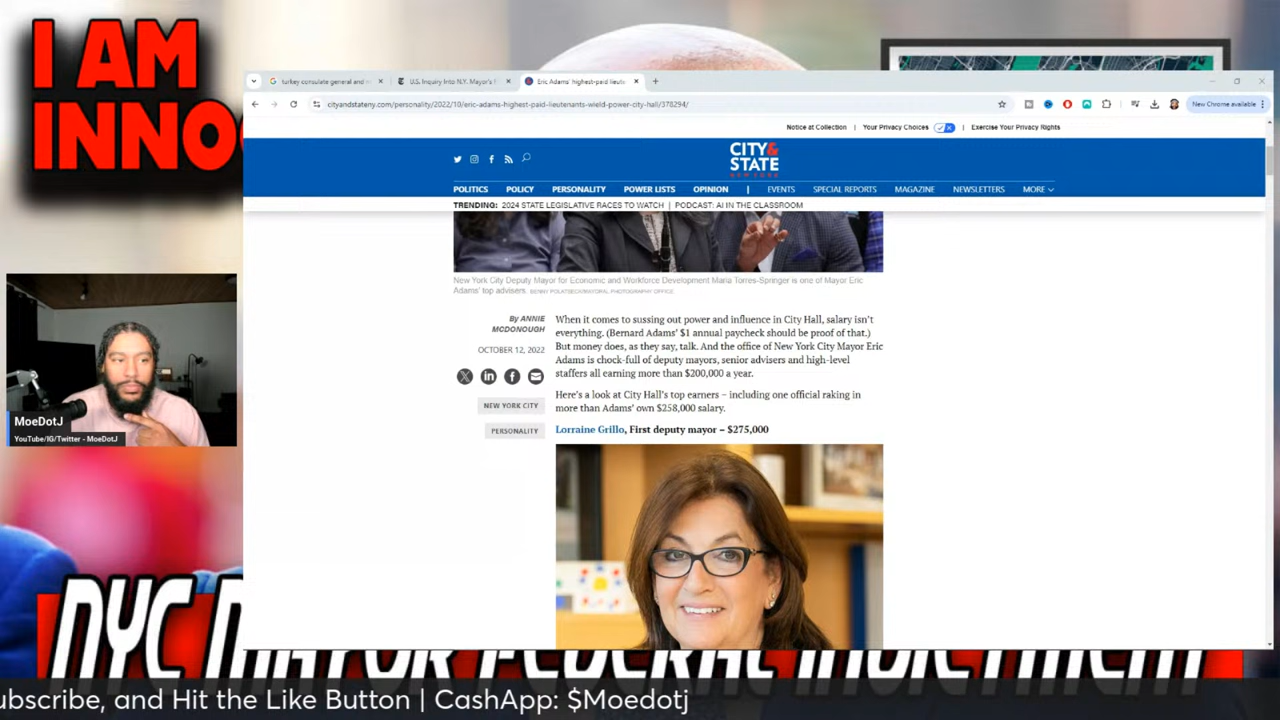 I AM
INNO
turkey consulate general and
U.S. Inquiry Into N.Y. Mayor's F
Eric Adams' highest-paid lieute
cityandstateny.com/personality/2022/10/eric-adams-highest-paid-lieutenants-wield-power-city-hall/378294/
New Chrome available
Notice at Collection | Your Privacy Choices | Exercise Your Privacy Rights
CITY&
STATE
NEW YORK
POLITICS POLICY PERSONALITY POWER LISTS OPINION | EVENTS SPECIAL REPORTS MAGAZINE NEWSLETTERS MORE
TRENDING: 2024 STATE LEGISLATIVE RACES TO WATCH | PODCAST: AI IN THE CLASSROOM
New York City Deputy Mayor for Economic and Workforce Development Maria Torres-Springer is one of Mayor Eric
Adams' top advisers. PHOTOGRAPHY OFFICE
By ANNIE
MCDONOUGH
OCTOBER 12, 2022
NEW YORK CITY
PERSONALITY
When it comes to sussing out power and influence in City Hall, salary isn't
everything. (Bernard Adams' $1 annual paycheck should be proof of that.)
But money does, as they say, talk. And the office of New York City Mayor Eric
Adams is chock-full of deputy mayors, senior advisers and high-level
staffers all earning more than $200,000 a year.
Here's a look at City Hall's top earners – including one official raking in
more than Adams' own $258,000 salary.
Lorraine Grillo, First deputy mayor – $275,000
MoeDotJ
YouTube/IG/Twitter - MoeDotJ
NYC MAYOR FEDERAL INDICTMENT
ubscribe, and Hit the Like Button | CashApp: $Moedotj